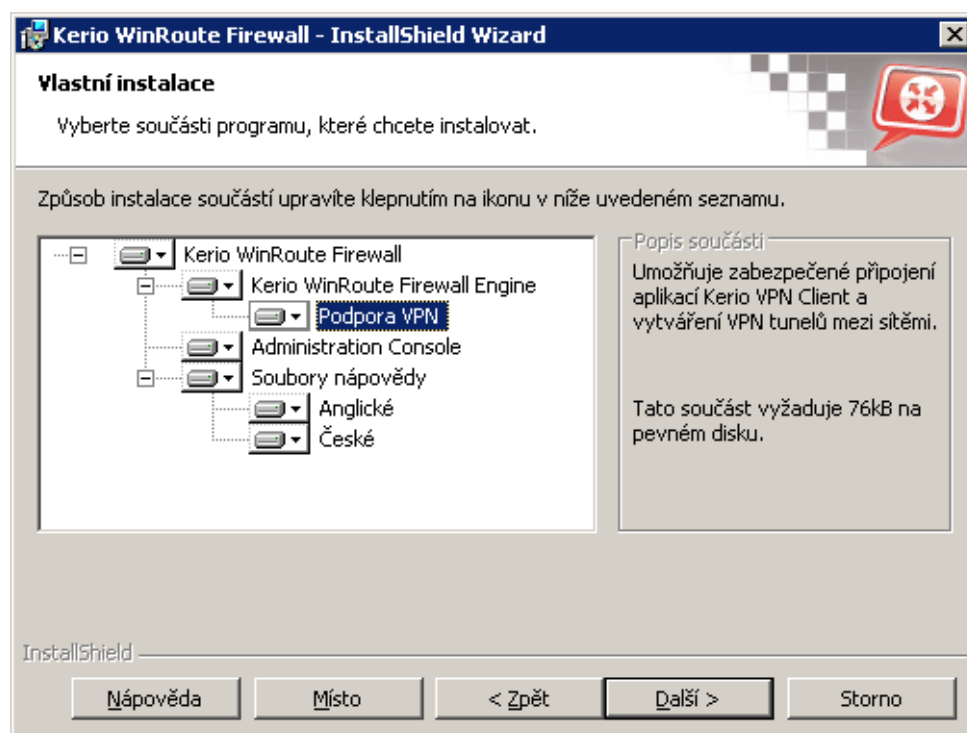 Kerio WinRoute Firewall - InstallShield Wizard
Vlastní instalace
Vyberte součásti programu, které chcete instalovat.
Způsob instalace součástí upravíte klepnutím na ikonu v níže uvedeném seznamu.
Kerio WinRoute Firewall
Kerio WinRoute Firewall Engine
Podpora VPN
Administration Console
Soubory nápovědy
Anglické
České
Popis součásti
Umožňuje zabezpečené připojení
aplikací Kerio VPN Client a
vytváření VPN tunelů mezi sítěmi.
Tato součást vyžaduje 76kB na
pevném disku.
InstallShield
Nápověda
Místo
< Zpět
Další >
Storno